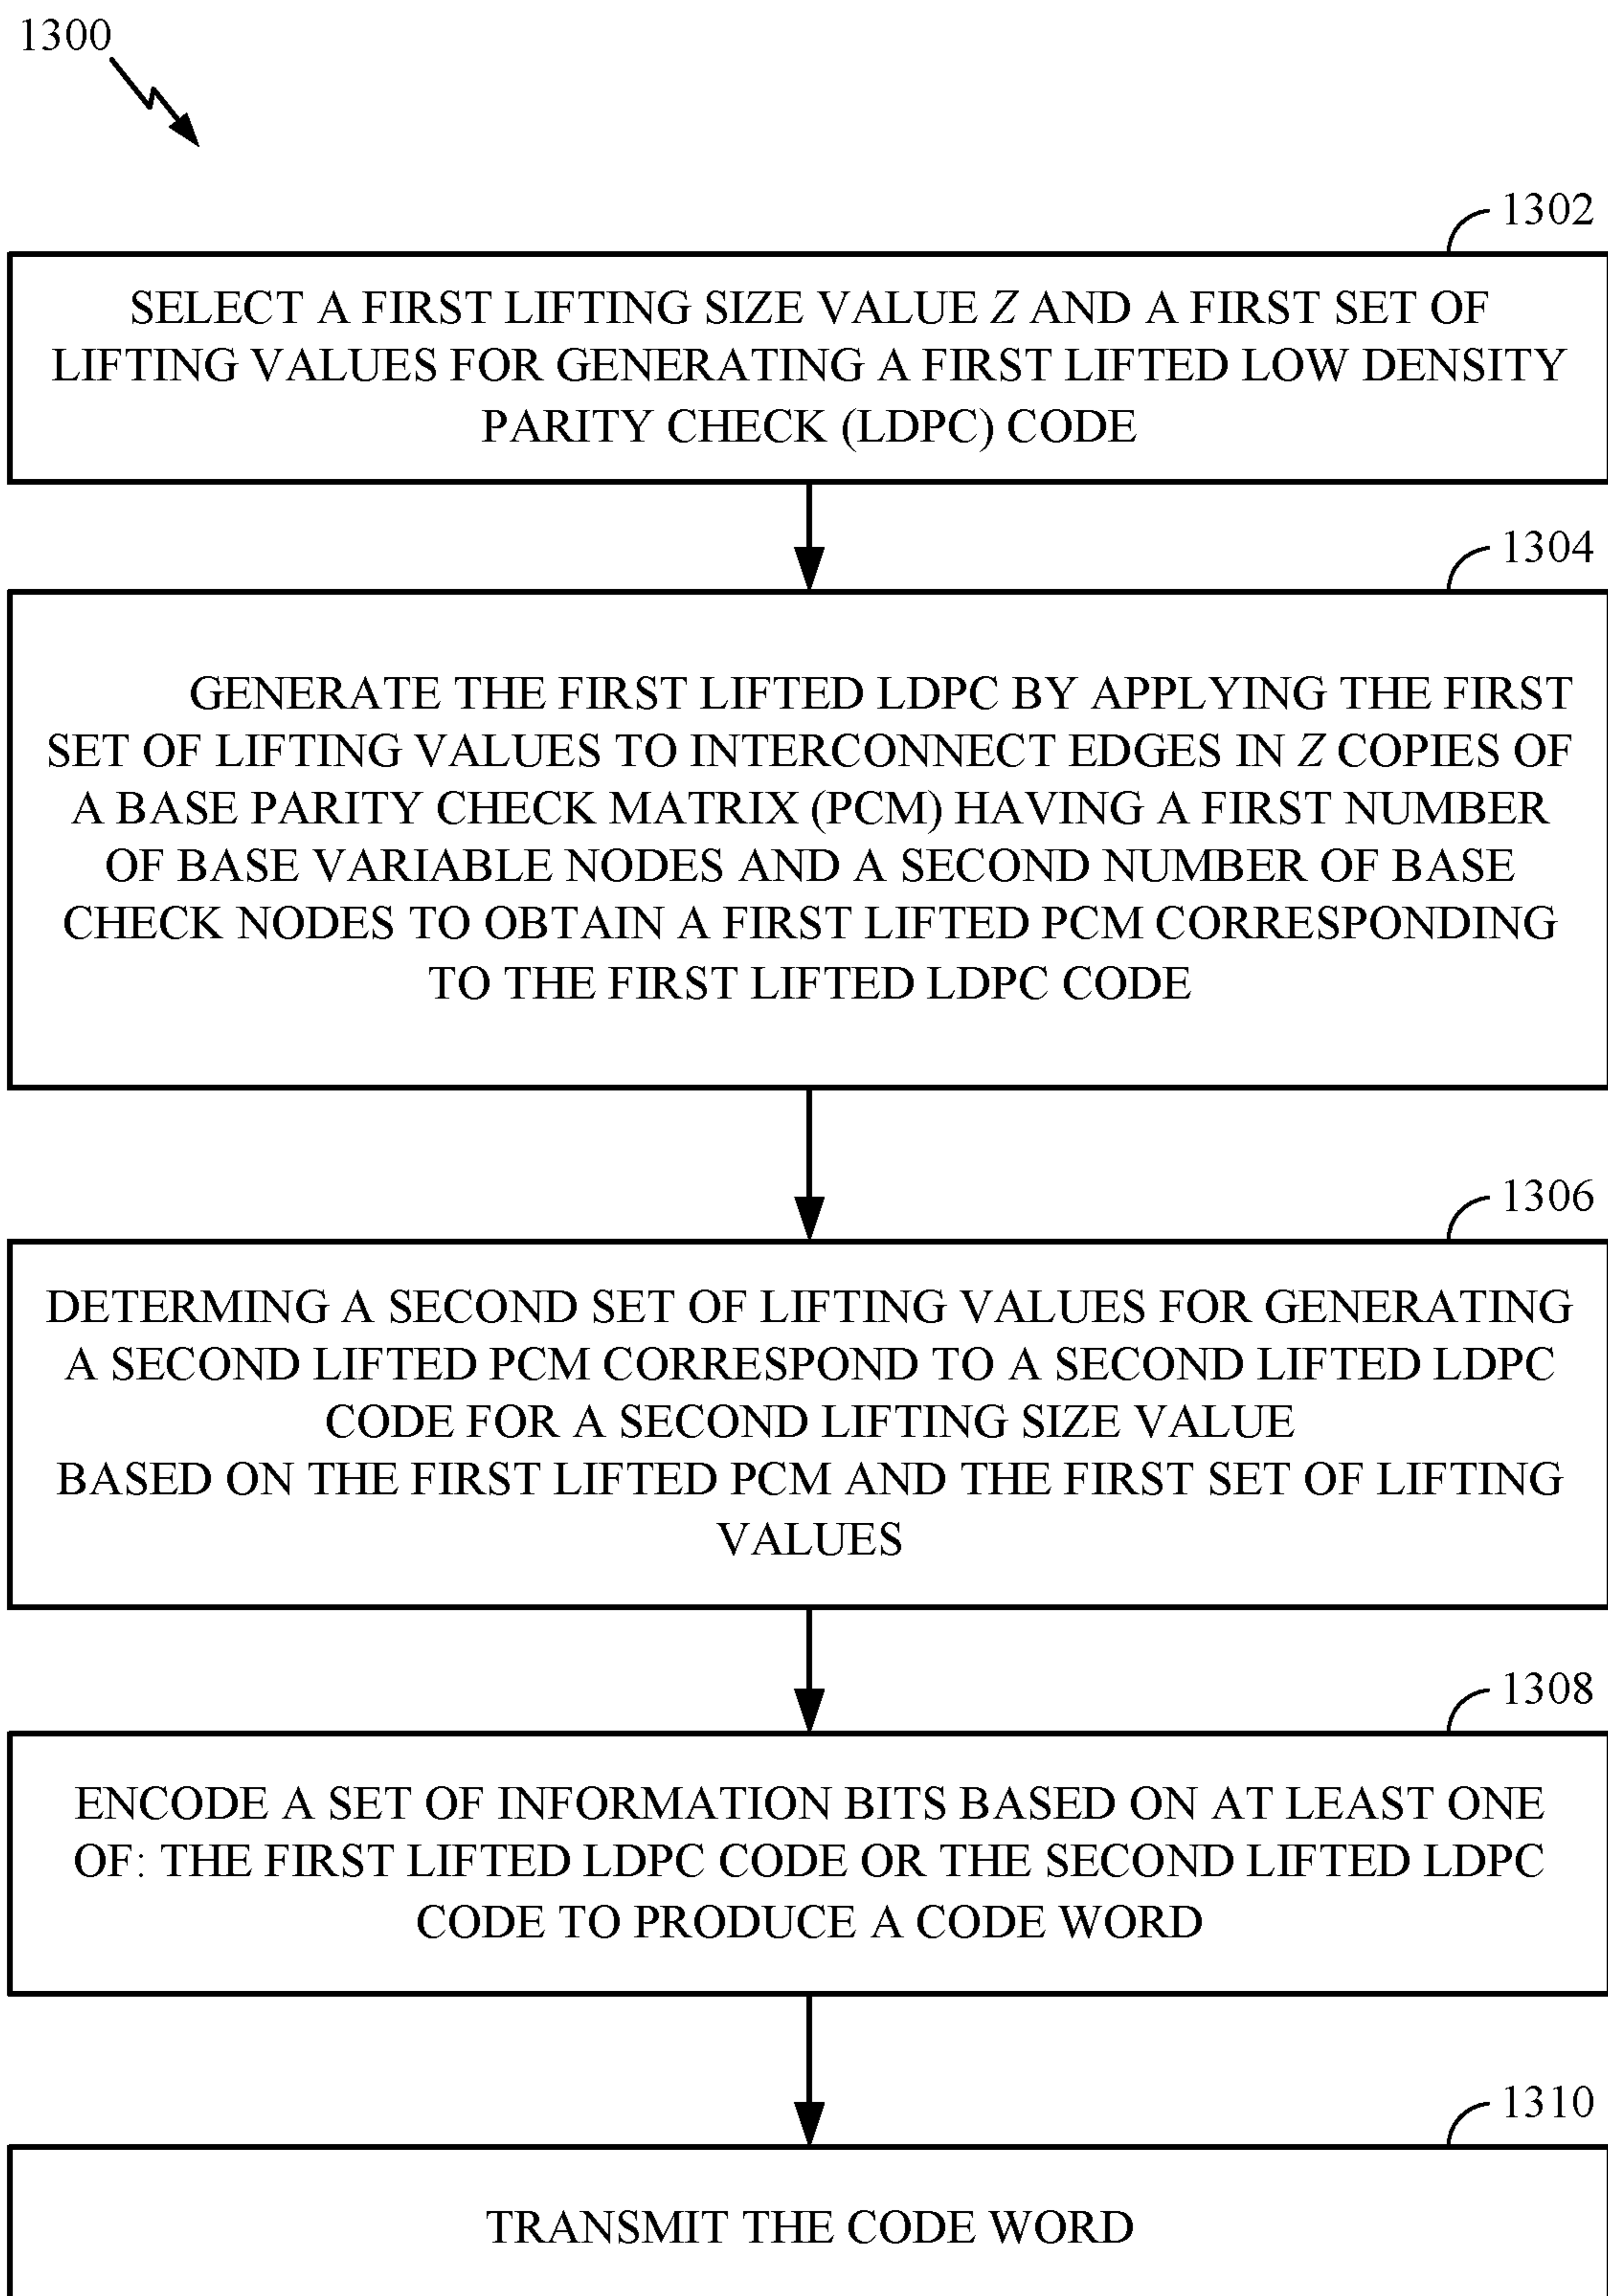 1300
1302
SELECT A FIRST LIFTING SIZE VALUE Z AND A FIRST SET OF
LIFTING VALUES FOR GENERATING A FIRST LIFTED LOW DENSITY
PARITY CHECK (LDPC) CODE
1304
GENERATE THE FIRST LIFTED LDPC BY APPLYING THE FIRST
SET OF LIFTING VALUES TO INTERCONNECT EDGES IN Z COPIES OF
A BASE PARITY CHECK MATRIX (PCM) HAVING A FIRST NUMBER
OF BASE VARIABLE NODES AND A SECOND NUMBER OF BASE
CHECK NODES TO OBTAIN A FIRST LIFTED PCM CORRESPONDING
TO THE FIRST LIFTED LDPC CODE
1306
DETERMING A SECOND SET OF LIFTING VALUES FOR GENERATING
A SECOND LIFTED PCM CORRESPOND TO A SECOND LIFTED LDPC
CODE FOR A SECOND LIFTING SIZE VALUE
BASED ON THE FIRST LIFTED PCM AND THE FIRST SET OF LIFTING
VALUES
1308
ENCODE A SET OF INFORMATION BITS BASED ON AT LEAST ONE
OF: THE FIRST LIFTED LDPC CODE OR THE SECOND LIFTED LDPC
CODE TO PRODUCE A CODE WORD
1310
TRANSMIT THE CODE WORD